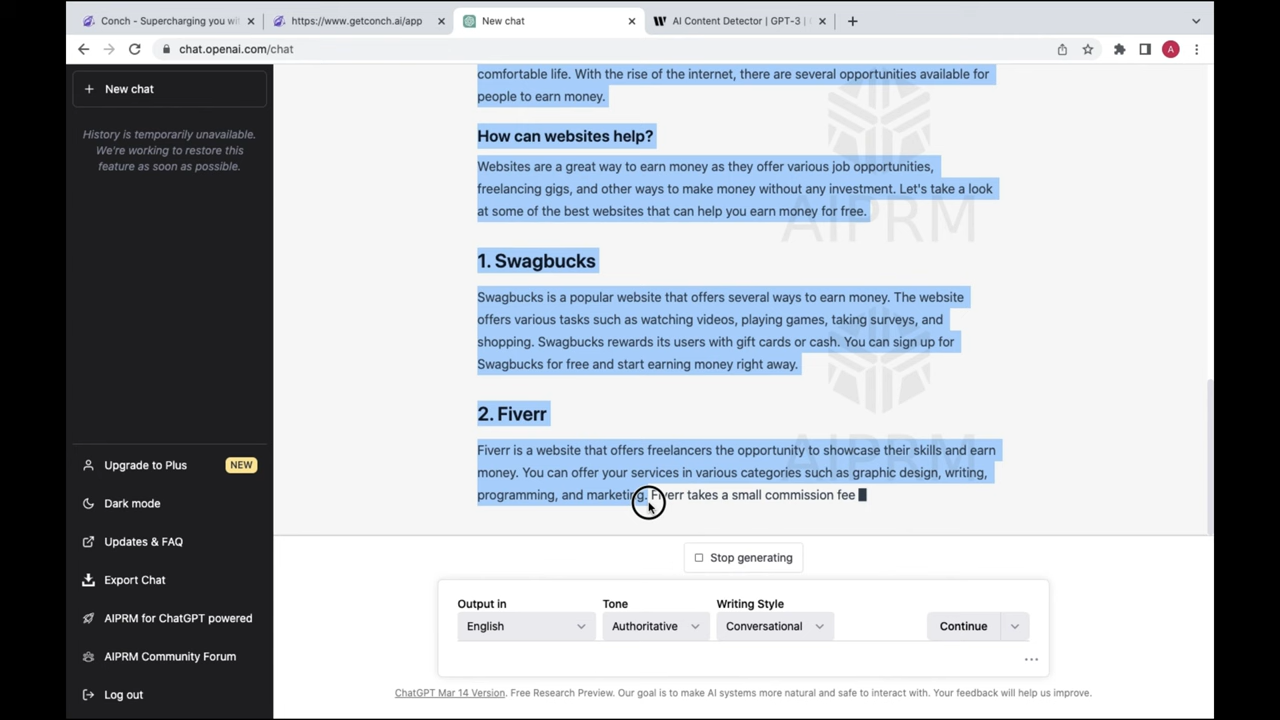 Conch - Supercharging you wi
https://www.getconch.ai/app
New chat
AI Content Detector | GPT-3 |
chat.openai.com/chat
A
New chat
History is temporarily unavailable.
We're working to restore this
feature as soon as possible.
Upgrade to Plus
NEW
Dark mode
Updates & FAQ
Export Chat
AIPRM for ChatGPT powered
AIPRM Community Forum
Log out
comfortable life. With the rise of the internet, there are several opportunities available for
people to earn money.
How can websites help?
Websites are a great way to earn money as they offer various job opportunities,
freelancing gigs, and other ways to make money without any investment. Let's take a look
at some of the best websites that can help you earn money for free.
AIPRM
1. Swagbucks
Swagbucks is a popular website that offers several ways to earn money. The website
offers various tasks such as watching videos, playing games, taking surveys, and
shopping. Swagbucks rewards its users with gift cards or cash. You can sign up for
Swagbucks for free and start earning money right away.
2. Fiverr
AIPRM
Fiverr is a website that offers freelancers the opportunity to showcase their skills and earn
money. You can offer your services in various categories such as graphic design, writing,
programming, and marketing. Fiverr takes a small commission fee
Stop generating
Output in
Tone
Writing Style
English
Authoritative
Conversational
Continue
ChatGPT Mar 14 Version. Free Research Preview. Our goal is to make AI systems more natural and safe to interact with. Your feedback will help us improve.